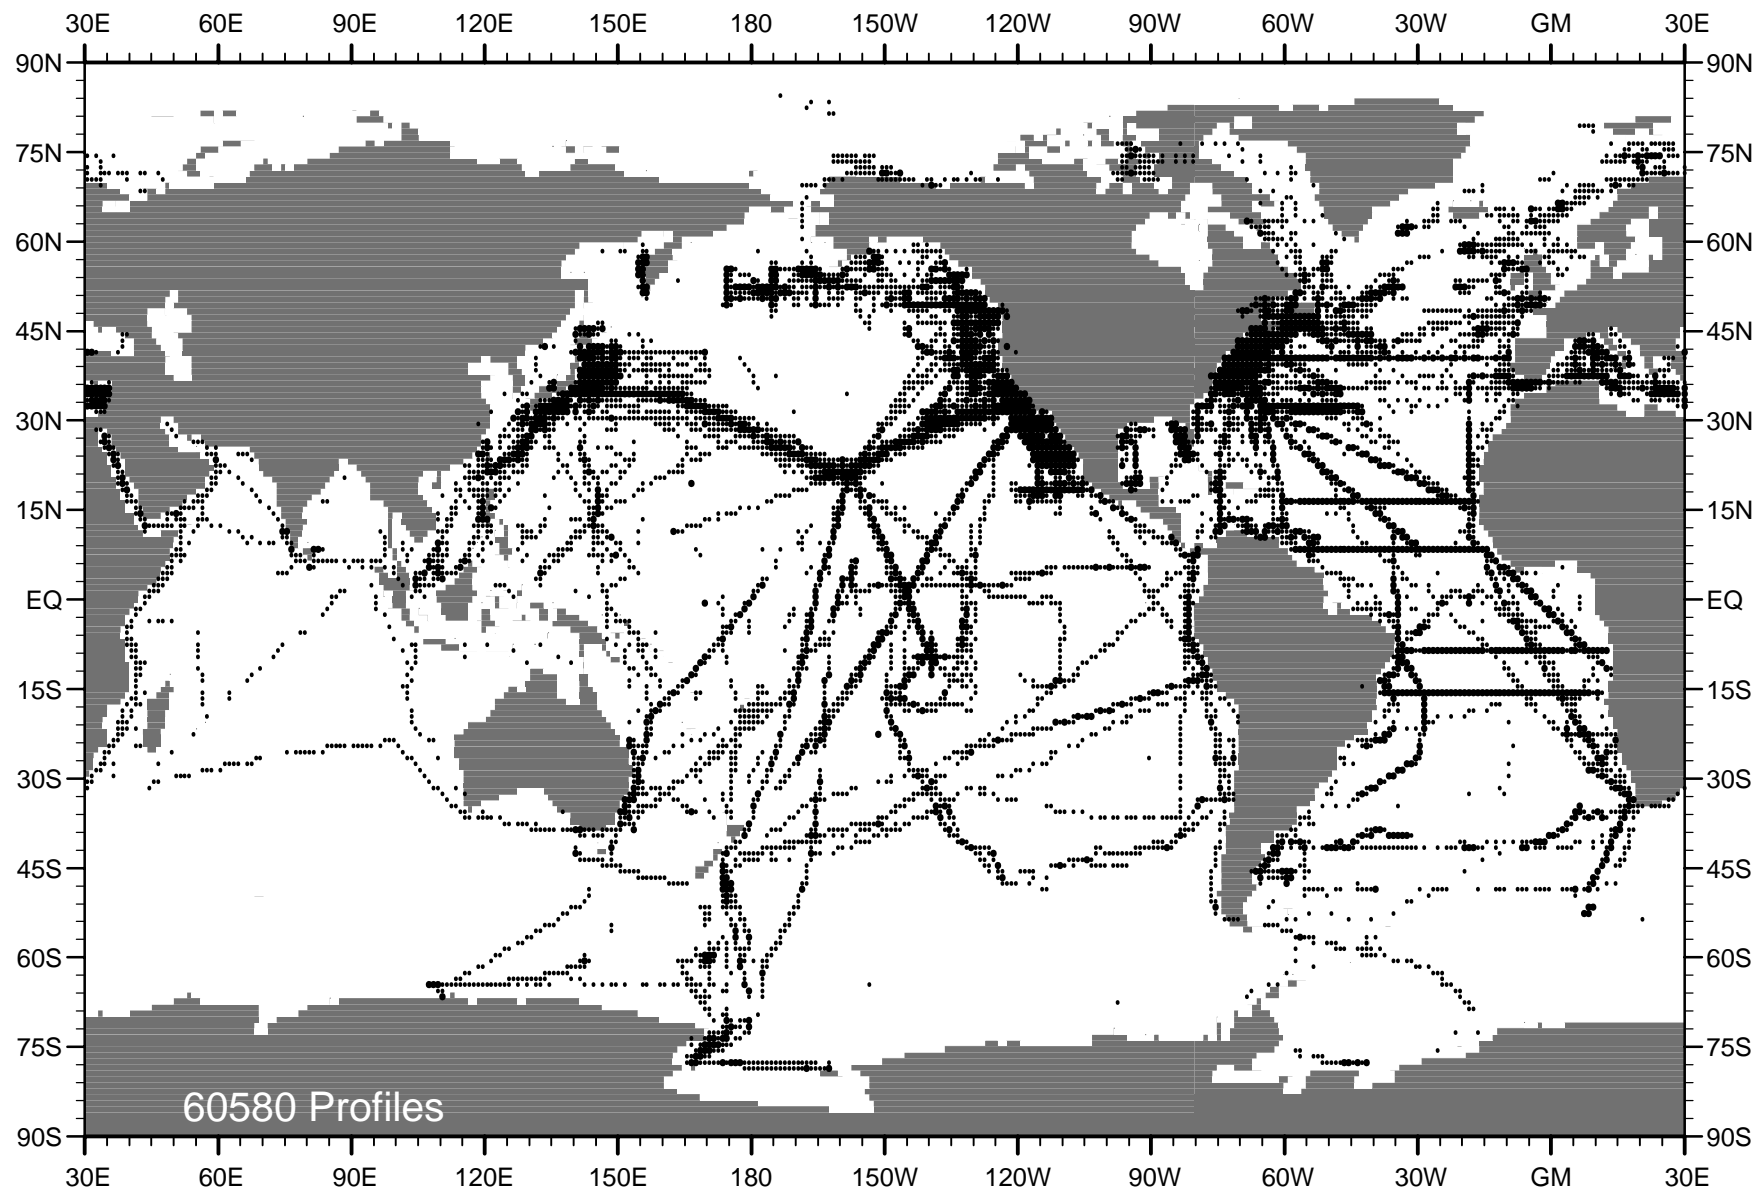 30E 60E 90E 120E 150E 180 150W 120W 90W 60W 30W GM 30E
90N 90N
75N 75N
60N 60N
45N 45N
30N 30N
15N 15N
EQ EQ
15S 15S
30S 30S
45S 45S
60S 60S
75S 75S
60580 Profiles
90S 90S
30E 60E 90E 120E 150E 180 150W 120W 90W 60W 30W GM 30E